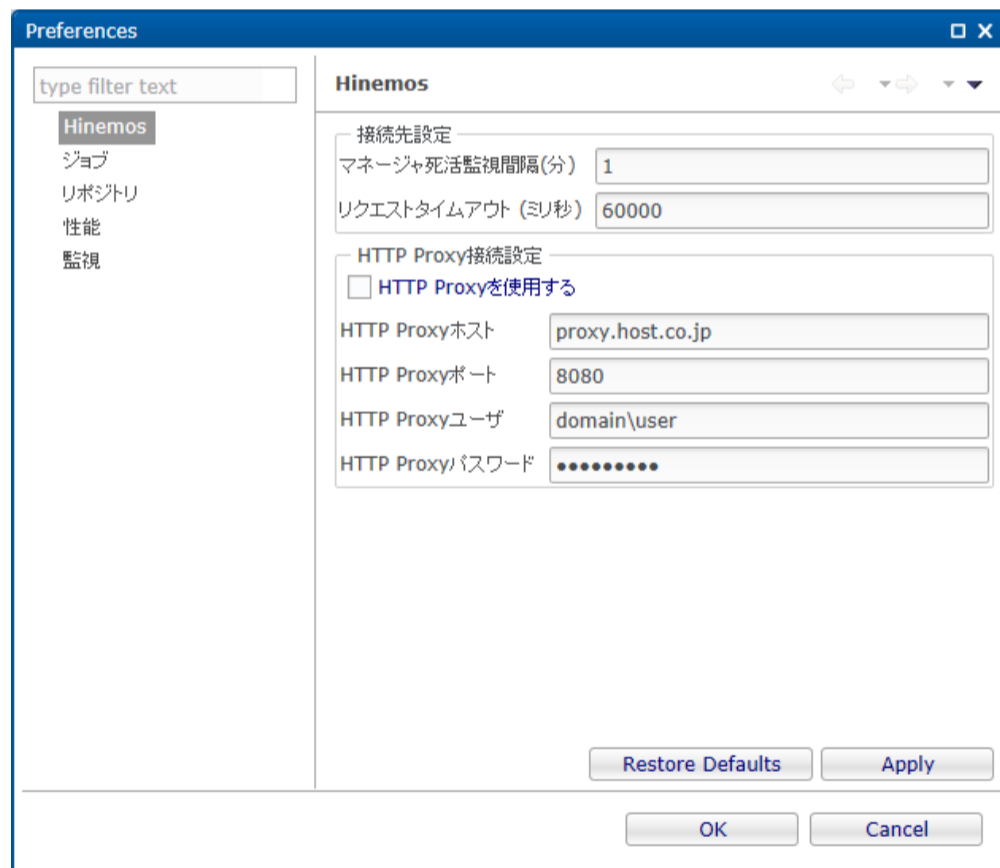 Preferences
type filter text
Hinemos
ジョブ
リポジトリ
性能
監視
Hinemos
接続先設定
マネージャ死活監視間隔(分) 1
リクエストタイムアウト (ミリ秒) 60000
HTTP Proxy接続設定
HTTP Proxyを使用する
HTTP Proxyホスト proxy.host.co.jp
HTTP Proxyポート 8080
HTTP Proxyユーザ domain\user
HTTP Proxyパスワード •••••••••
Restore Defaults Apply
OK Cancel